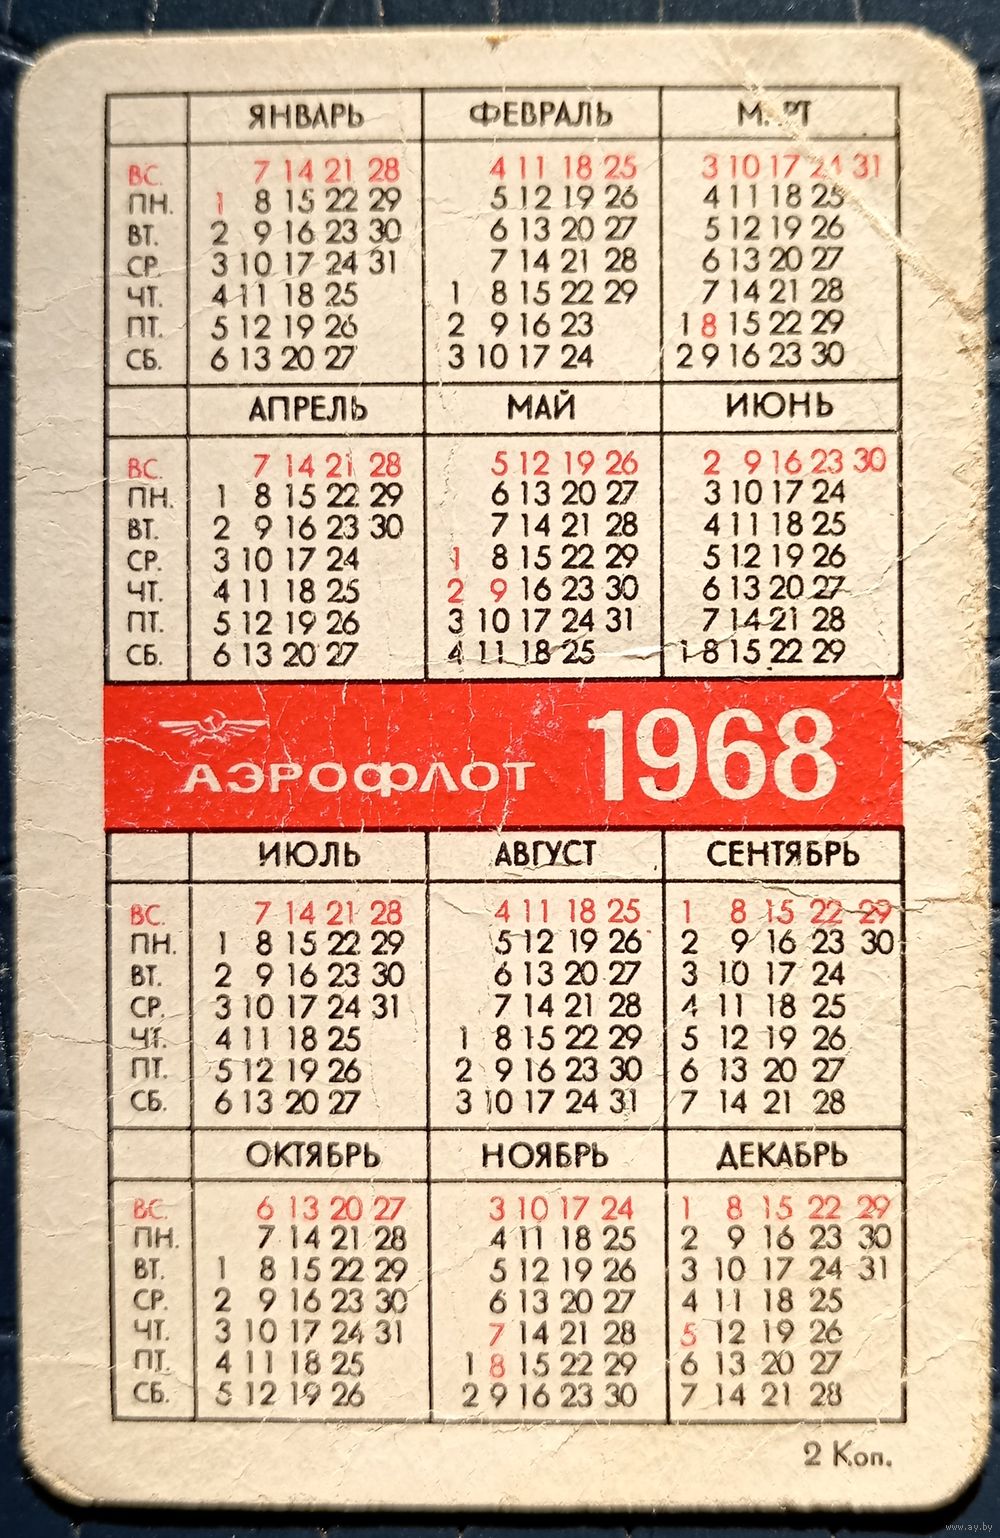 ЯНВАРЬ ФЕВРАЛЬ М РТ
ВС. 7 14 21 28 4 11 18 25 3 10 17 24 31
ПН. 1 8 15 22 29 5 12 19 26 4 11 18 25
ВТ. 2 9 16 23 30 6 13 20 27 5 12 19 26
СР. 3 10 17 24 31 7 14 21 28 6 13 20 27
ЧТ. 4 11 18 25 1 8 15 22 29 7 14 21 28
ПТ. 5 12 19 26 2 9 16 23 1 8 15 22 29
СБ. 6 13 20 27 3 10 17 24 2 9 16 23 30
АПРЕЛЬ МАЙ ИЮНЬ
ВС. 7 14 21 28 5 12 19 26 2 9 16 23 30
ПН. 1 8 15 22 29 6 13 20 27 3 10 17 24
ВТ. 2 9 16 23 30 7 14 21 28 4 11 18 25
СР. 3 10 17 24 1 8 15 22 29 5 12 19 26
ЧТ. 4 11 18 25 2 9 16 23 30 6 13 20 27
ПТ. 5 12 19 26 3 10 17 24 31 7 14 21 28
СБ. 6 13 20 27 4 11 18 25 1 8 15 22 29
АЭРОФЛОТ 1968
ИЮЛЬ АВГУСТ СЕНТЯБРЬ
ВС. 7 14 21 28 4 11 18 25 1 8 15 22 29
ПН. 1 8 15 22 29 5 12 19 26 2 9 16 23 30
ВТ. 2 9 16 23 30 6 13 20 27 3 10 17 24
СР. 3 10 17 24 31 7 14 21 28 4 11 18 25
ЧТ. 4 11 18 25 1 8 15 22 29 5 12 19 26
ПТ. 5 12 19 26 2 9 16 23 30 6 13 20 27
СБ. 6 13 20 27 3 10 17 24 31 7 14 21 28
ОКТЯБРЬ НОЯБРЬ ДЕКАБРЬ
ВС. 6 13 20 27 3 10 17 24 1 8 15 22 29
ПН. 7 14 21 28 4 11 18 25 2 9 16 23 30
ВТ. 1 8 15 22 29 5 12 19 26 3 10 17 24 31
СР. 2 9 16 23 30 6 13 20 27 4 11 18 25
ЧТ. 3 10 17 24 31 7 14 21 28 5 12 19 26
ПТ. 4 11 18 25 1 8 15 22 29 6 13 20 27
СБ. 5 12 19 26 2 9 16 23 30 7 14 21 28
2 Коп.
www.ay.by